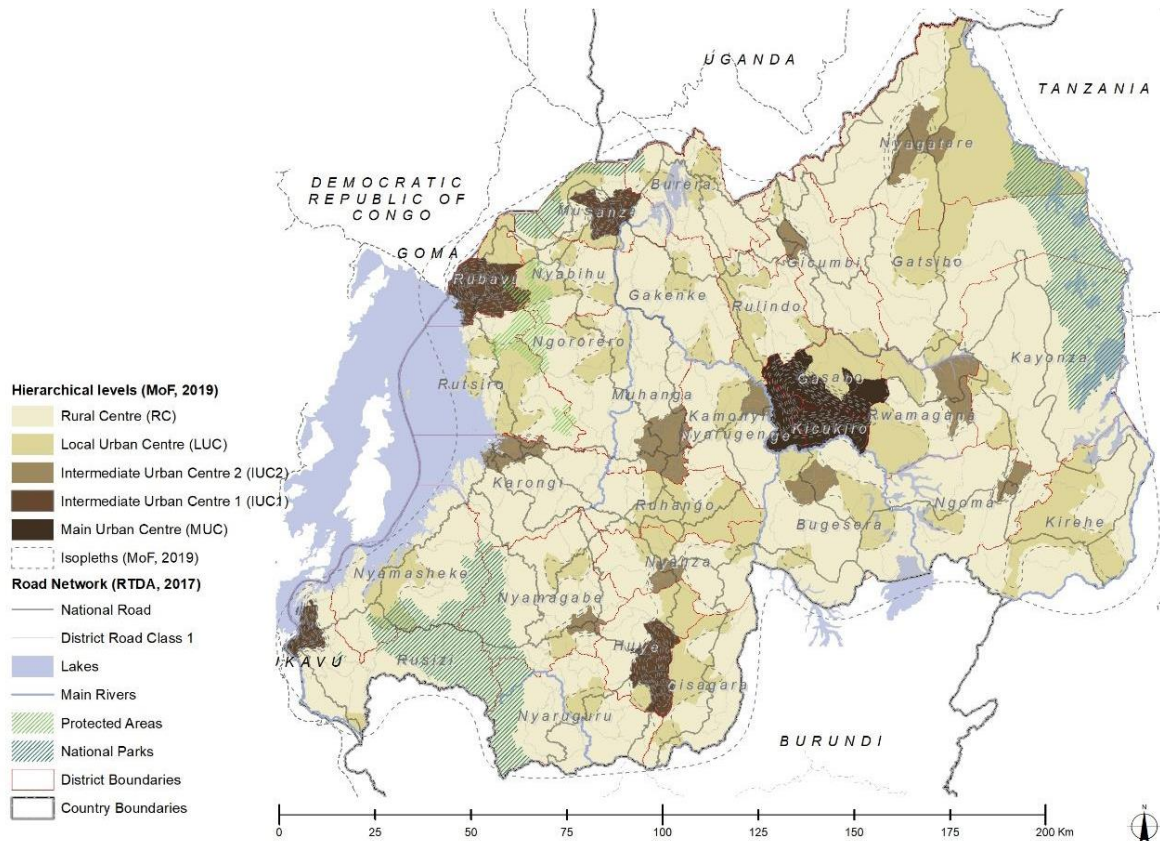 UGANDA
TANZANIA
DEMOCRATIC
REPUBLIC OF
CONGO
GOMA
Nyagatare
Burera
Musanze
Rubavu
Nyabihu
Gicumbi
Gatsibo
Gakenke
Rulindo
Ngororero
Kayonza
Rutsiro
Gasabo
Muhanga
Kamonyi
Rwamagana
Nyarugenge
Kicukiro
Karongi
Ngoma
Ruhango
Bugesera
Kirehe
Nyamasheke
Nyanza
Nyamagabe
Huye
IKAVU
Rusizi
Gisagara
Nyaruguru
BURUNDI
Hierarchical levels (MoF, 2019)
Rural Centre (RC)
Local Urban Centre (LUC)
Intermediate Urban Centre 2 (IUC2)
Intermediate Urban Centre 1 (IUC1)
Main Urban Centre (MUC)
Isopleths (MoF, 2019)
Road Network (RTDA, 2017)
National Road
District Road Class 1
Lakes
Main Rivers
Protected Areas
National Parks
District Boundaries
Country Boundaries
0 25 50 75 100 125 150 175 200 Km
N